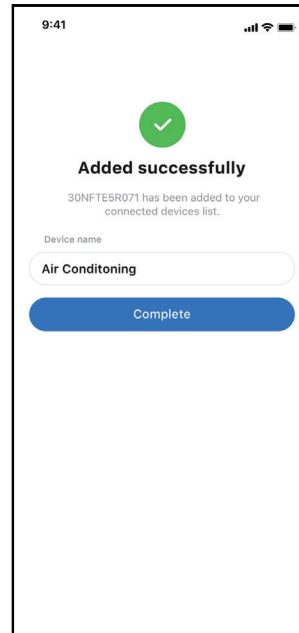 9:41
Added successfully
30NFTE5R071 has been added to your
connected devices list.
Device name
Air Conditoning
Complete